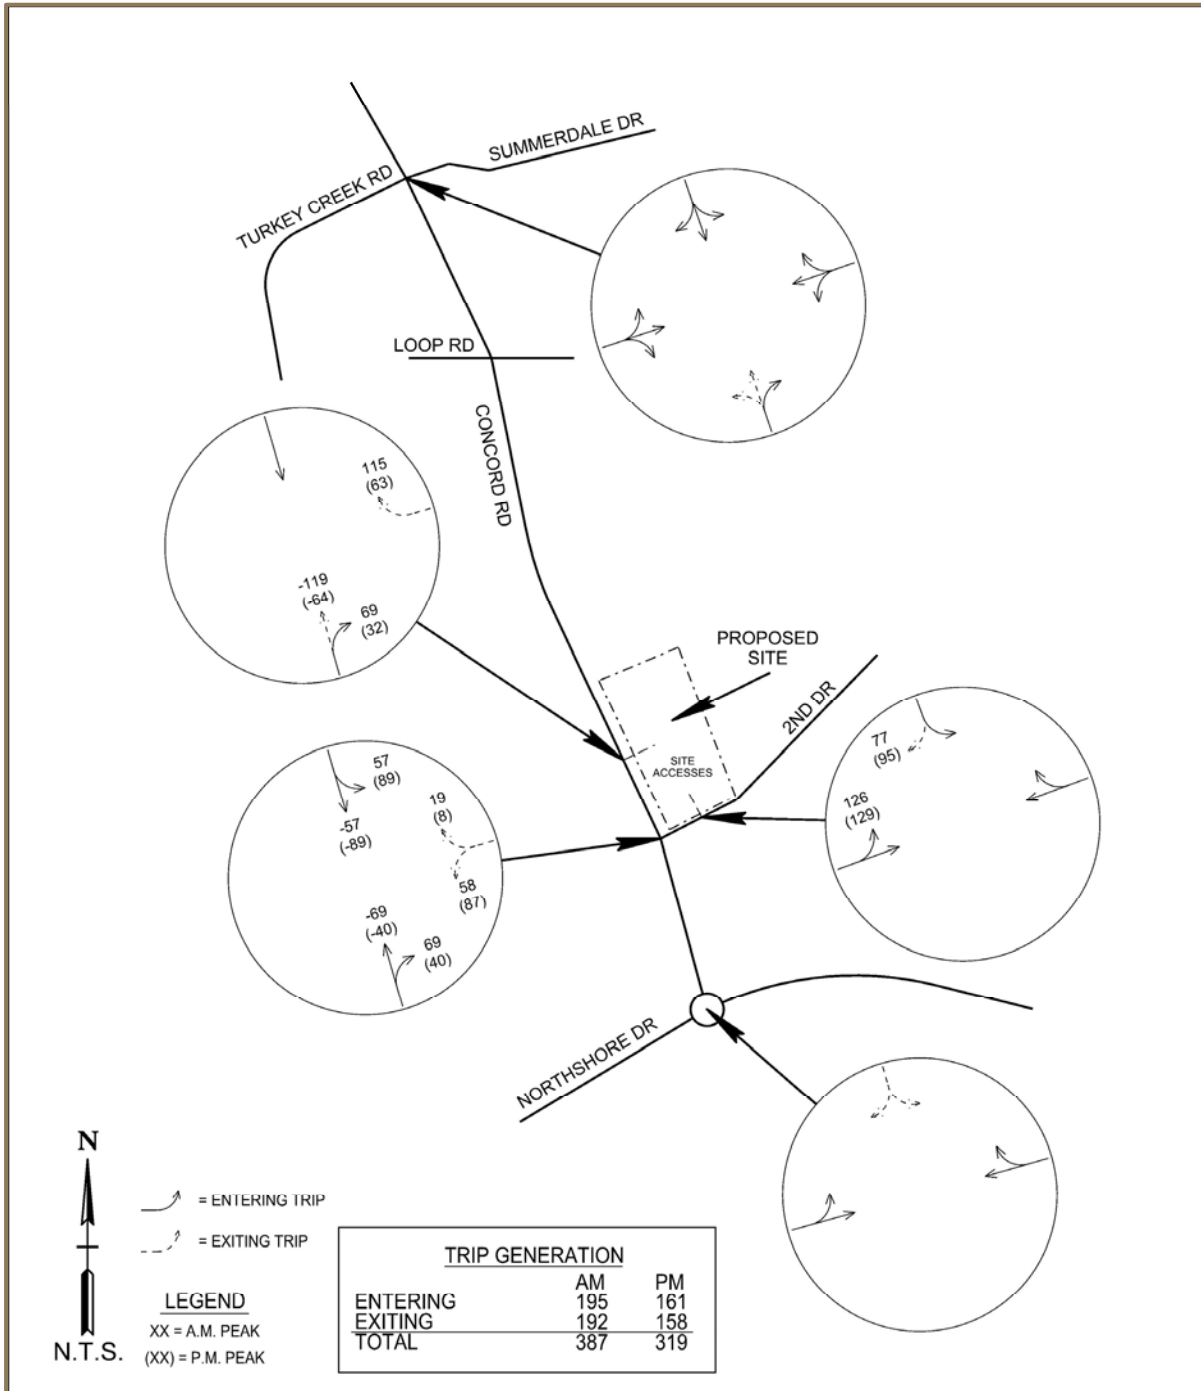 SUMMERDALE DR
TURKEY CREEK RD
LOOP RD
CONCORD RD
115
(63)
-119
(-64)
69
(32)
PROPOSED
SITE
2ND DR
SITE
ACCESSES
77
(95)
126
(129)
57
(89)
-57
(-89)
19
(8)
58
(87)
-69
(-40)
69
(40)
NORTHSHORE DR
N
N.T.S.
= ENTERING TRIP
= EXITING TRIP
LEGEND
XX = A.M. PEAK
(XX) = P.M. PEAK
TRIP GENERATION
AM PM
ENTERING 195 161
EXITING 192 158
TOTAL 387 319